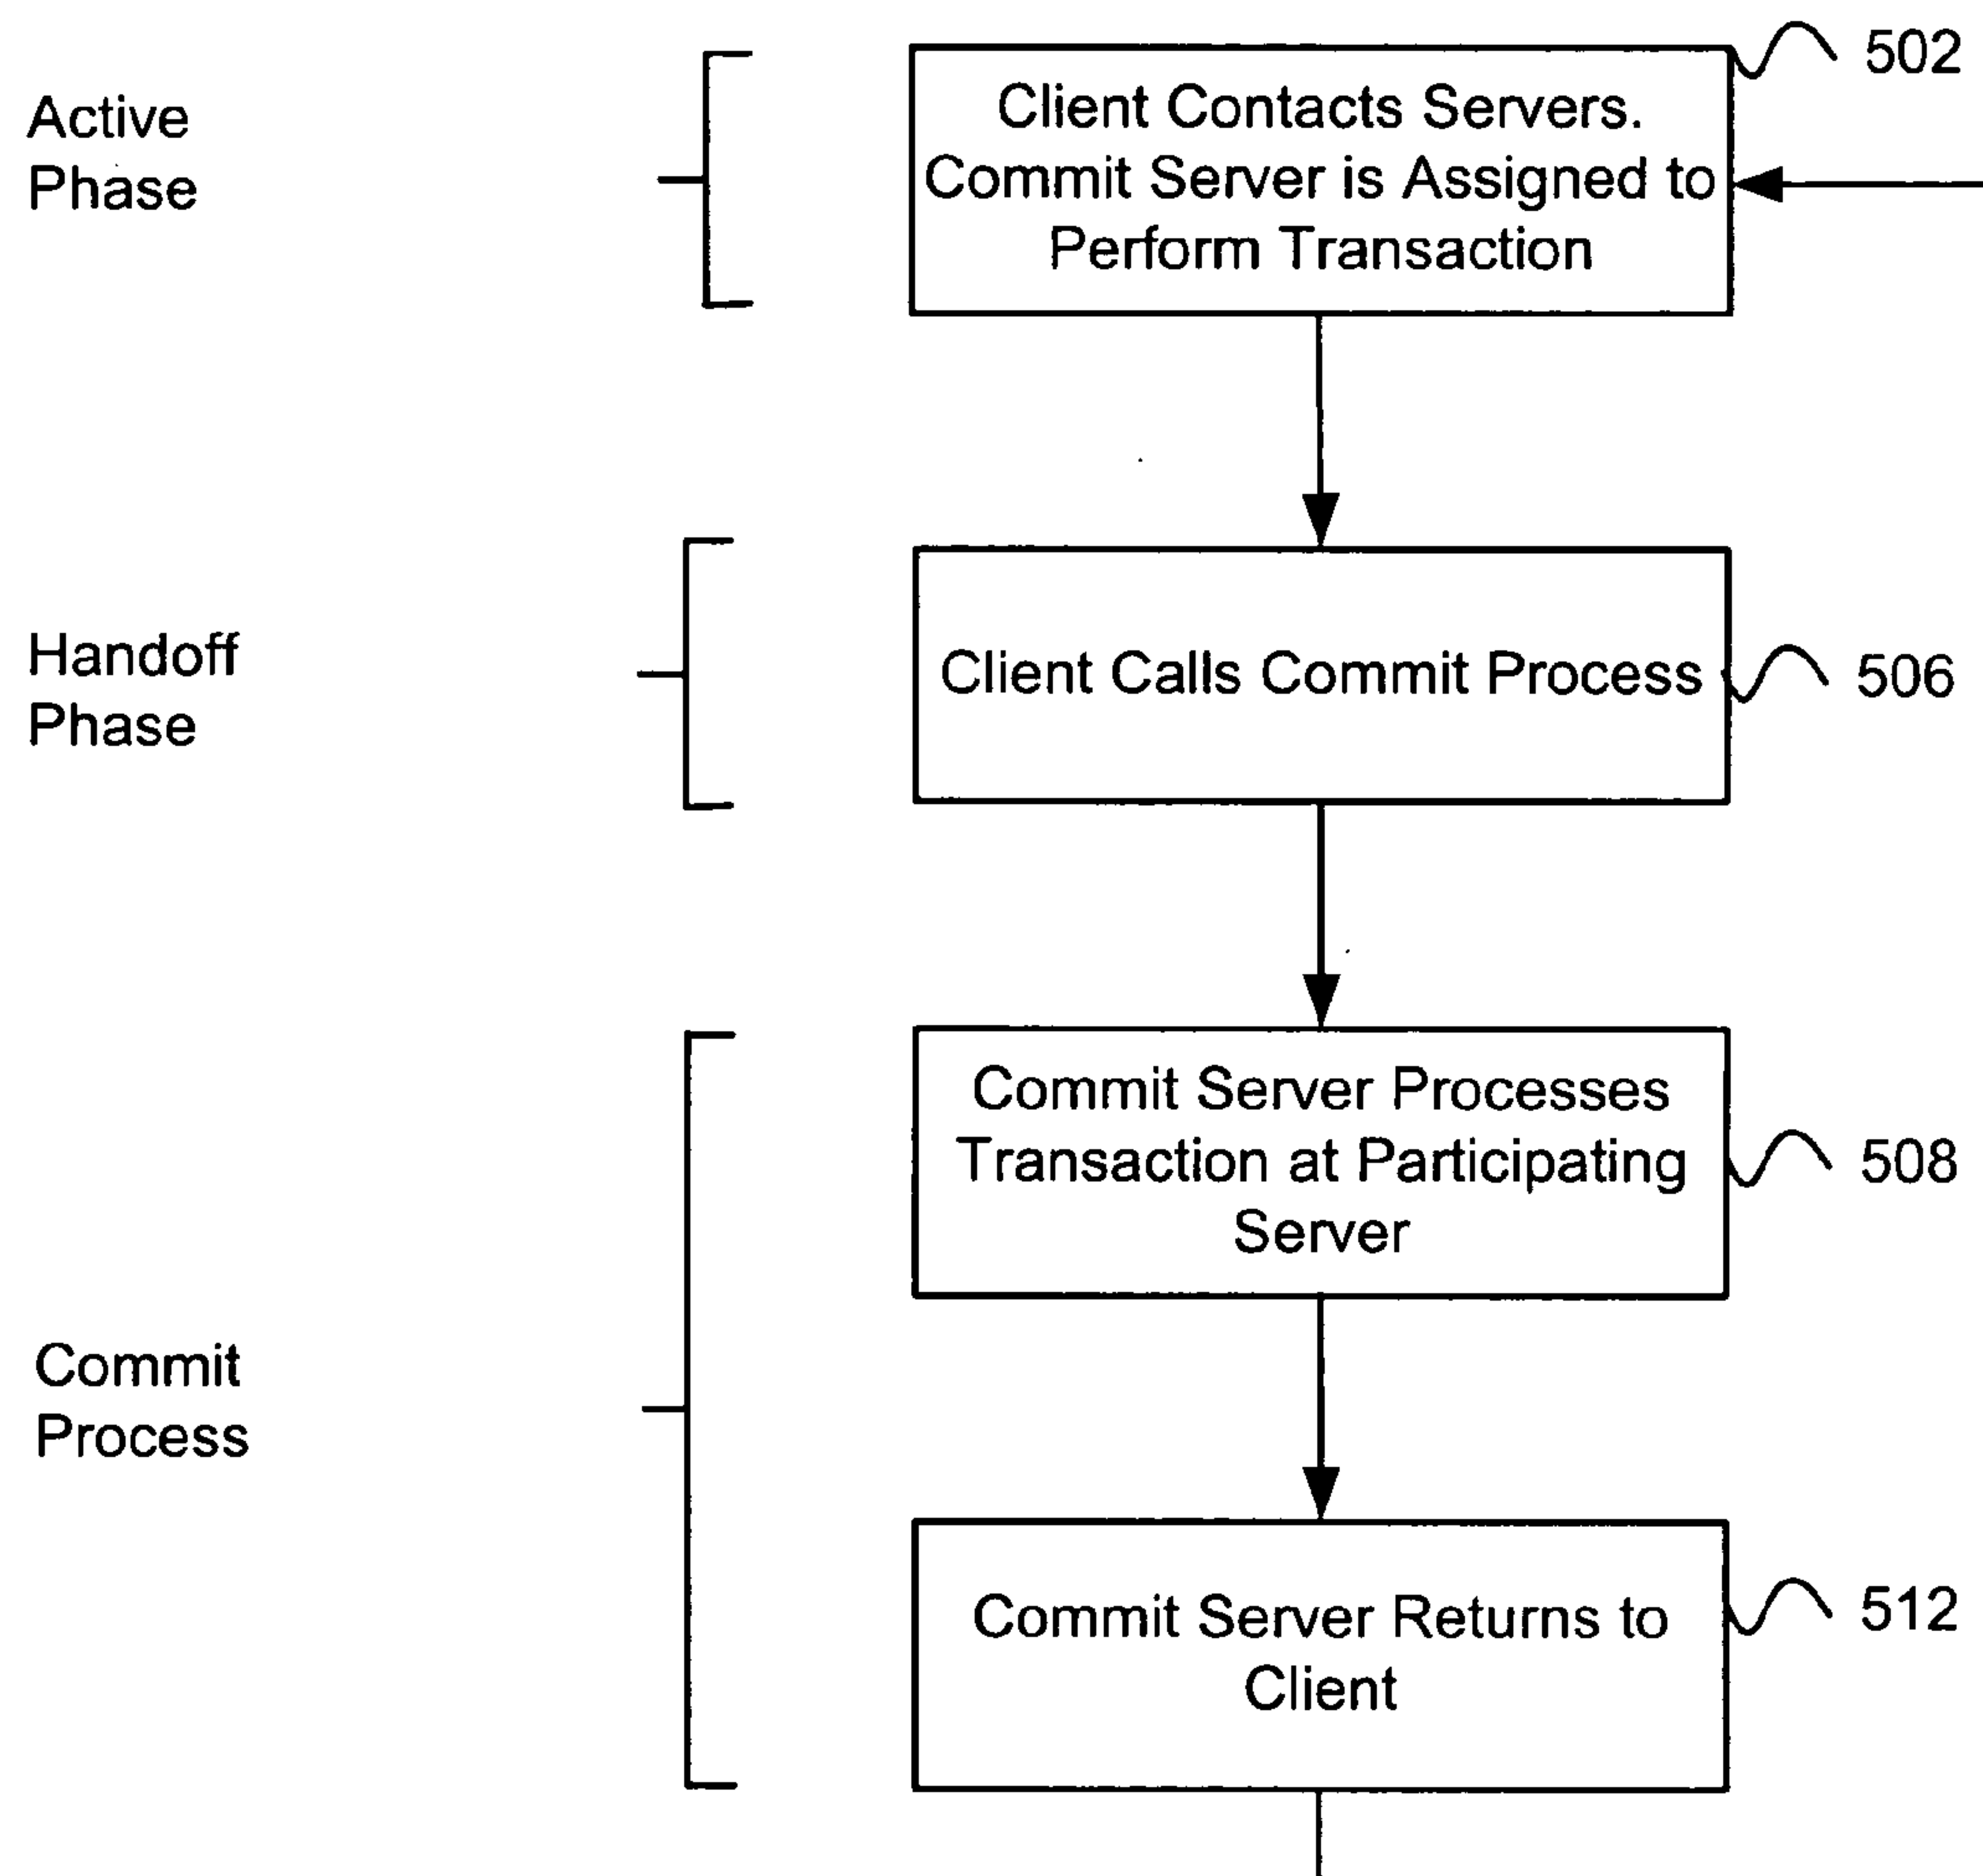 Active
Phase
Client Contacts Servers.
Commit Server is Assigned to
Perform Transaction
502
Handoff
Phase
Client Calls Commit Process
506
Commit Server Processes
Transaction at Participating
Server
508
Commit
Process
Commit Server Returns to
Client
512